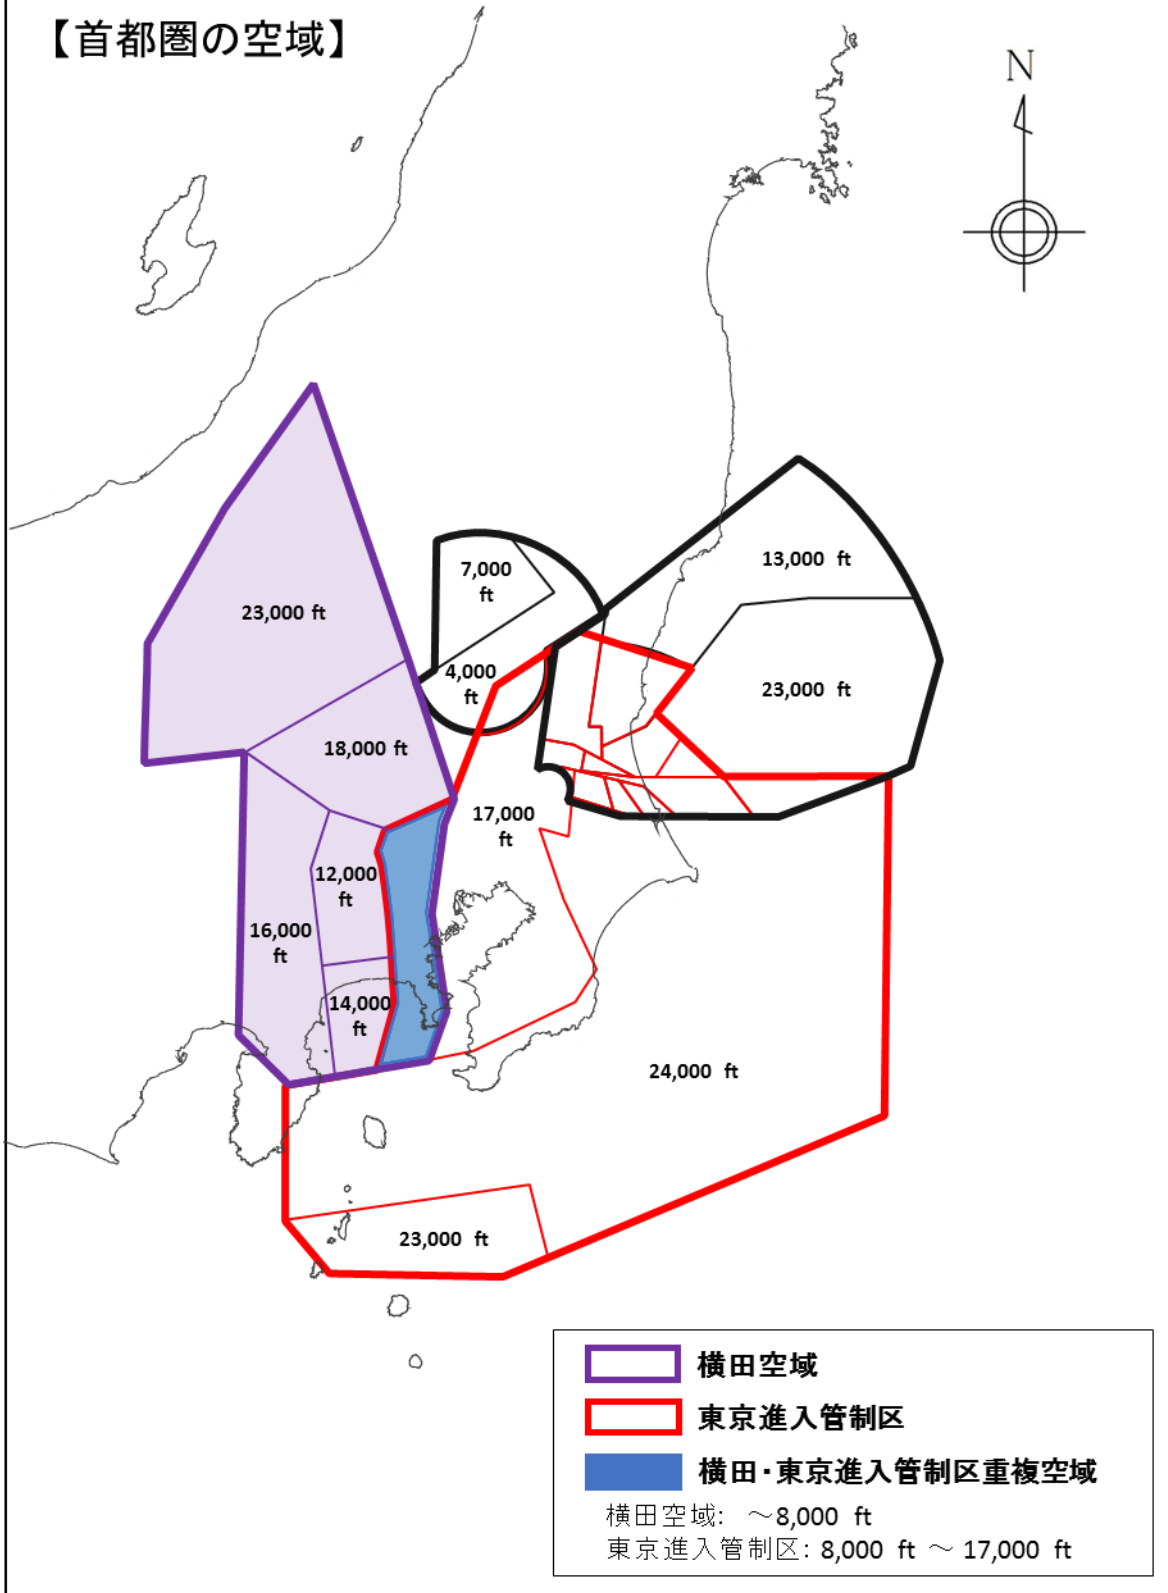 【首都圏の空域】
N
7,000
ft
13,000 ft
23,000 ft
4,000
ft
23,000 ft
18,000 ft
17,000
ft
12,000
ft
16,000
ft
14,000
ft
24,000 ft
23,000 ft
横田空域
東京進入管制区
横田・東京進入管制区重複空域
横田空域: ～8,000 ft
東京進入管制区: 8,000 ft ～ 17,000 ft